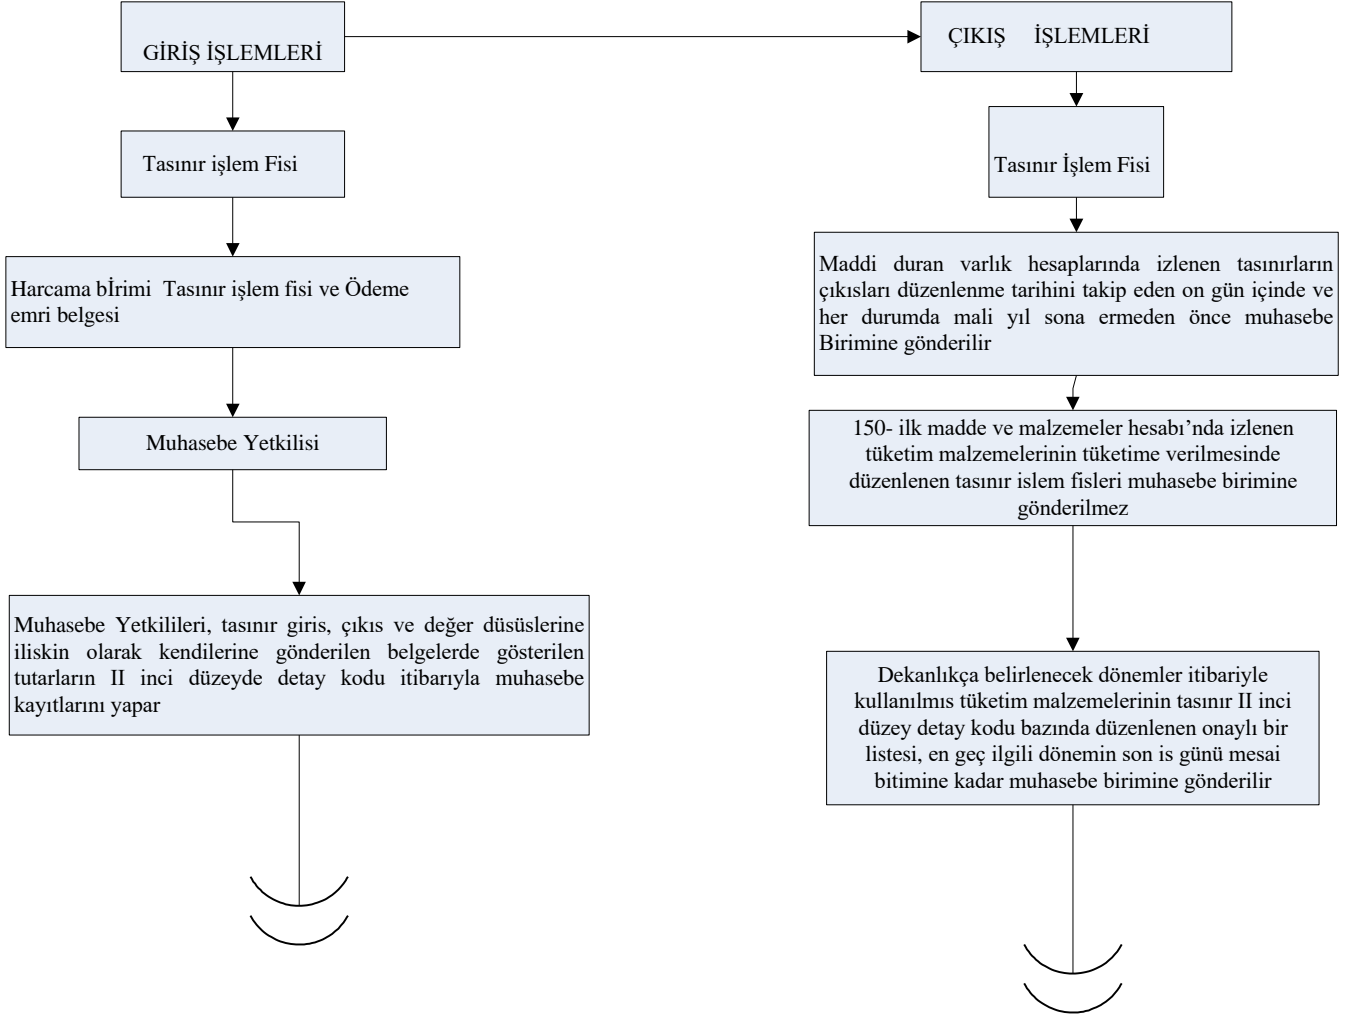 GİRİŞ İŞLEMLERİ
Tasınır işlem Fisi
Harcama bİrimi Tasınır işlem fisi ve Ödeme
emri belgesi
Muhasebe Yetkilisi
Muhasebe Yetkilileri, tasınır giris, çıkıs ve değer düsüslerine
iliskin olarak kendilerine gönderilen belgelerde gösterilen
tutarların II inci düzeyde detay kodu itibarıyla muhasebe
kayıtlarını yapar
ÇIKIŞ İŞLEMLERİ
Tasınır İşlem Fisi
Maddi duran varlık hesaplarında izlenen tasınırların
çıkısları düzenlenme tarihini takip eden on gün içinde ve
her durumda mali yıl sona ermeden önce muhasebe
Birimine gönderilir
150- ilk madde ve malzemeler hesabı’nda izlenen
tüketim malzemelerinin tüketime verilmesinde
düzenlenen tasınır islem fisleri muhasebe birimine
gönderilmez
Dekanlıkça belirlenecek dönemler itibariyle
kullanılmıs tüketim malzemelerinin tasınır II inci
düzey detay kodu bazında düzenlenen onaylı bir
listesi, en geç ilgili dönemin son is günü mesai
bitimine kadar muhasebe birimine gönderilir